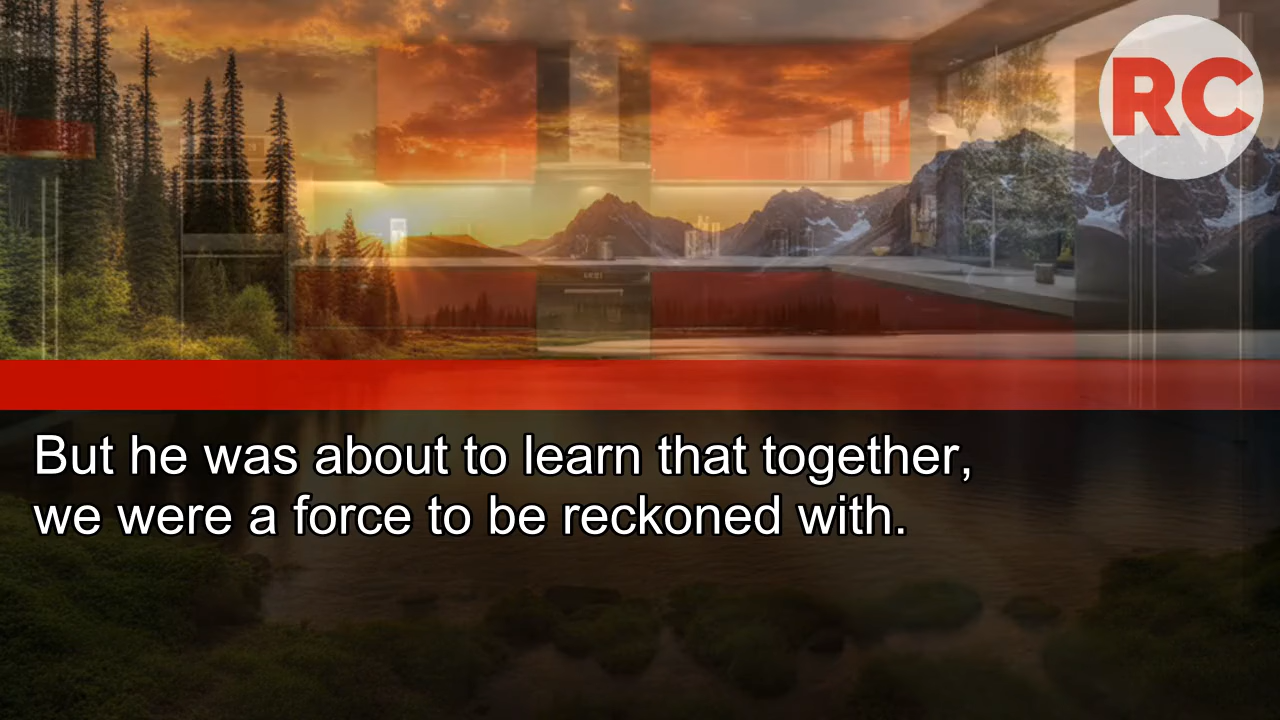 RC
But he was about to learn that together,
we were a force to be reckoned with.